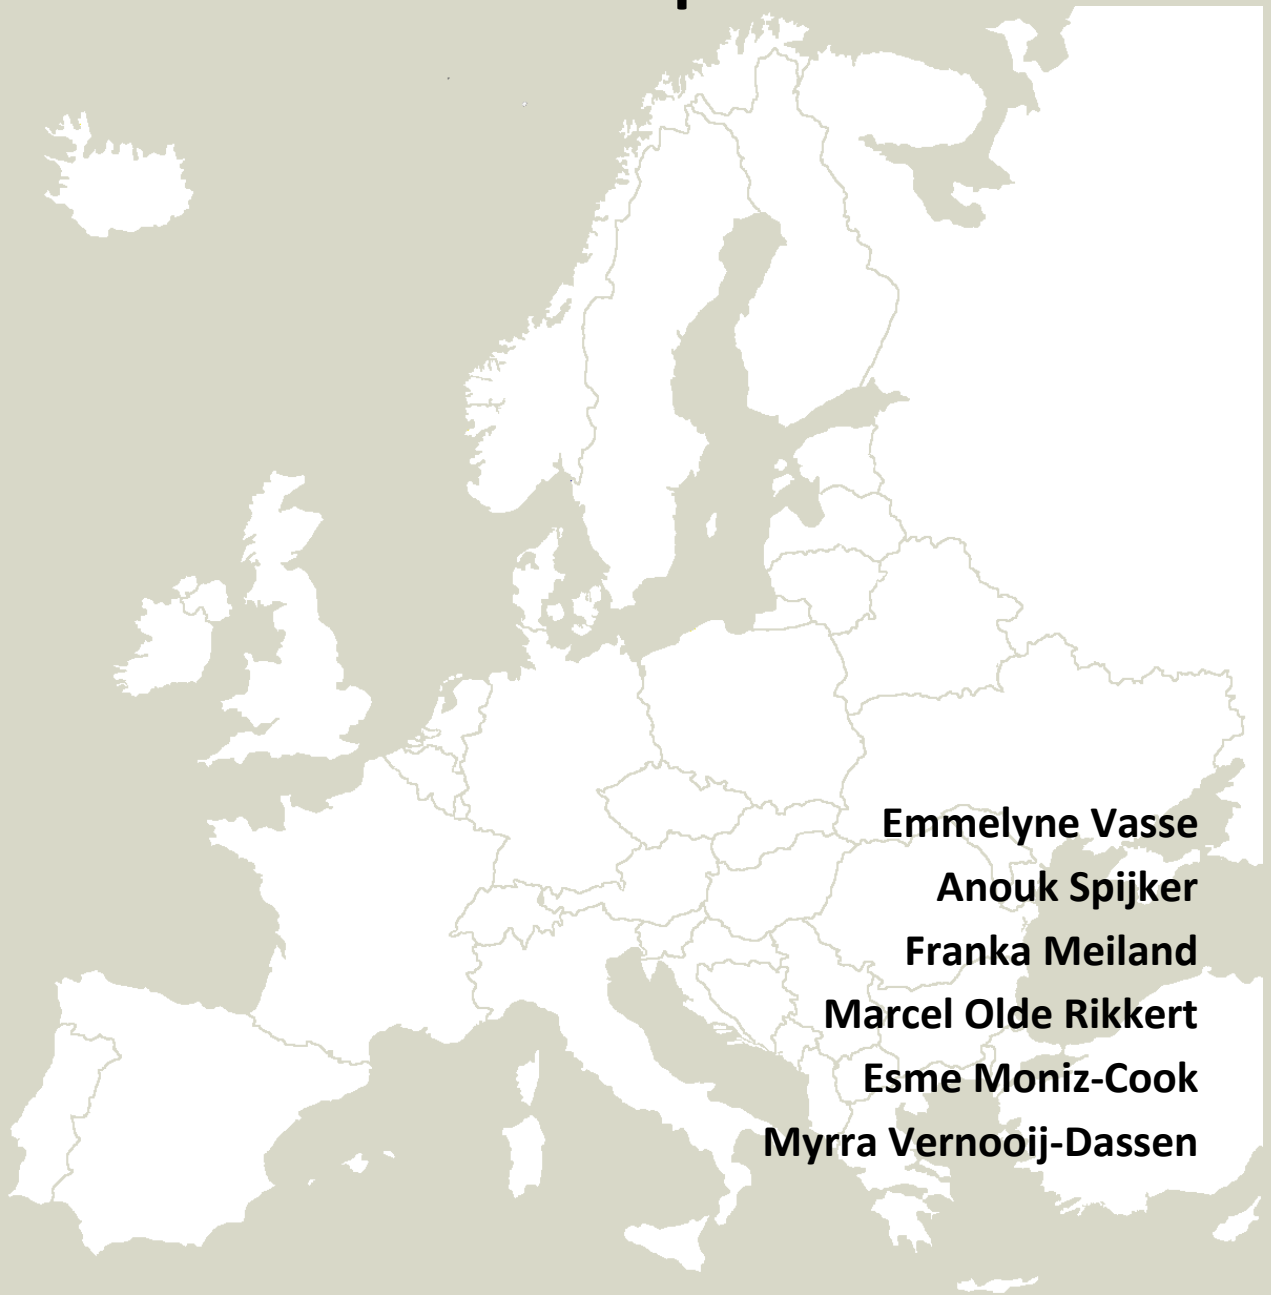 Emmelyne Vasse
Anouk Spijker
Franka Meiland
Marcel Olde Rikkert
Esme Moniz-Cook
Myrra Vernooij-Dassen